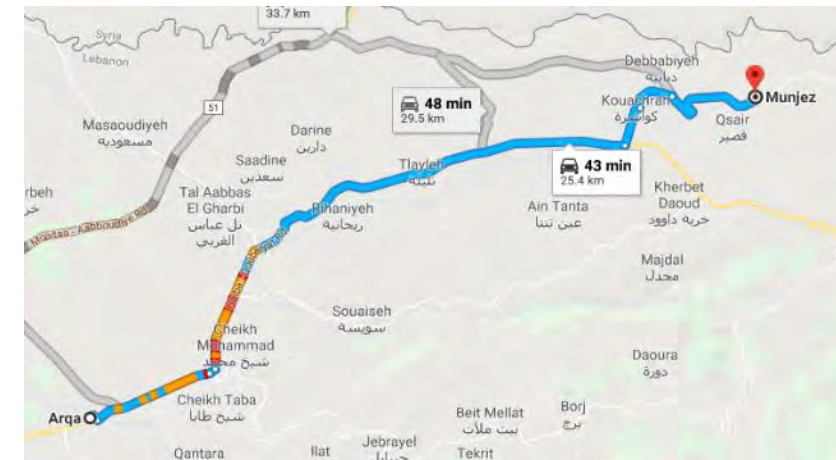 33.7 km
Syria
Lebanon
Debbabiyeh
دبابية
Munjez
48 min
29.5 km
Kouachrah
كواشرة
Qsair
قصير
51
Masaoudiyeh
مسعودية
Darine
دارين
43 min
25.4 km
Saadine
سعدين
Tlayleh
تليلة
Kherbet
Daoud
خربة داوود
Tal Aabbas
El Gharbi
تل عباس
الغربي
Rihaniyeh
ريحانية
Ain Tanta
عين تنتا
Aabboudiye Rd
Majdal
مجدل
Souaiseh
سويسة
Cheikh
Mohammad
شيخ محمد
Daoura
دورة
Arqa
Cheikh Taba
شيخ طابا
Beit Mellat
بيت ملات
Borj
برج
Qantara
Ilat
Jebrayel
Tekrit